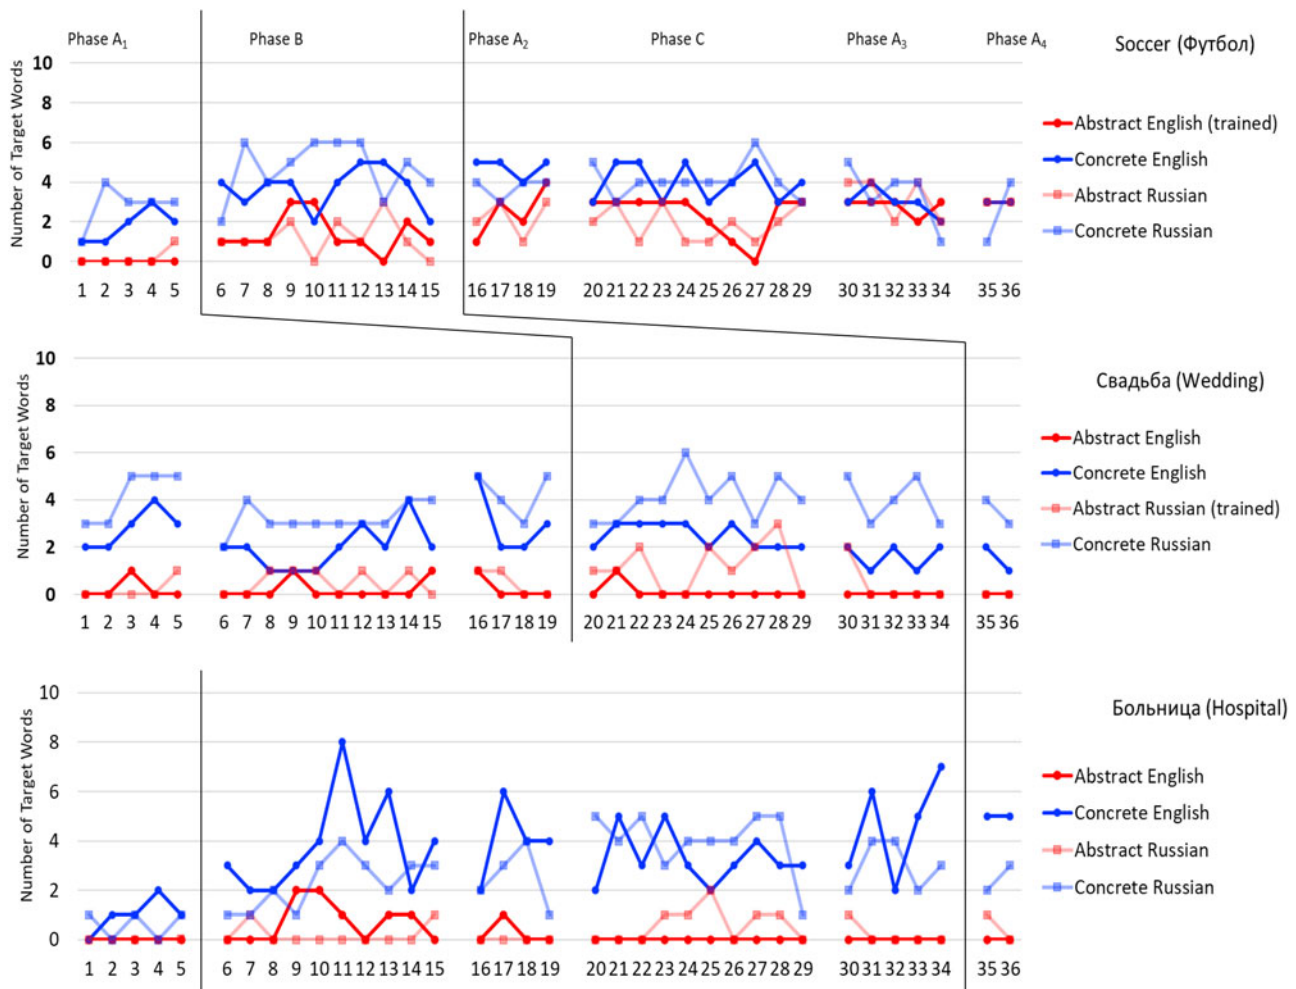 Phase A₁ Phase B Phase A₂ Phase C Phase A₃ Phase A₄
Soccer (Футбол)
Number of Target Words
10
8
6
4
2
0
1 2 3 4 5 6 7 8 9 10 11 12 13 14 15 16 17 18 19 20 21 22 23 24 25 26 27 28 29 30 31 32 33 34 35 36
Abstract English (trained)
Concrete English
Abstract Russian
Concrete Russian
Свадьба (Wedding)
Number of Target Words
10
8
6
4
2
0
1 2 3 4 5 6 7 8 9 10 11 12 13 14 15 16 17 18 19 20 21 22 23 24 25 26 27 28 29 30 31 32 33 34 35 36
Abstract English
Concrete English
Abstract Russian (trained)
Concrete Russian
Больница (Hospital)
Number of Target Words
10
8
6
4
2
0
1 2 3 4 5 6 7 8 9 10 11 12 13 14 15 16 17 18 19 20 21 22 23 24 25 26 27 28 29 30 31 32 33 34 35 36
Abstract English
Concrete English
Abstract Russian
Concrete Russian